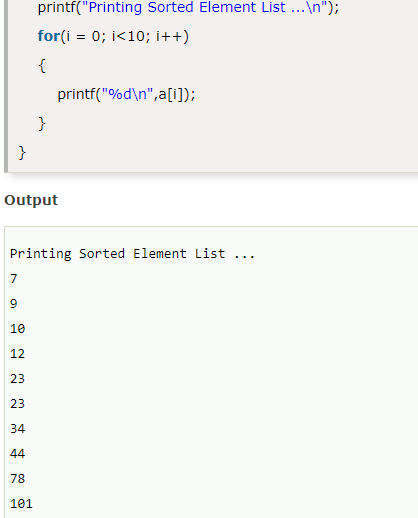 printf("Printing Sorted Element List ...\n");
for(i = 0; i<10; i++)
{
printf("%d\n",a[i]);
}
}
Output
Printing Sorted Element List ...
7
9
10
12
23
23
34
44
78
101